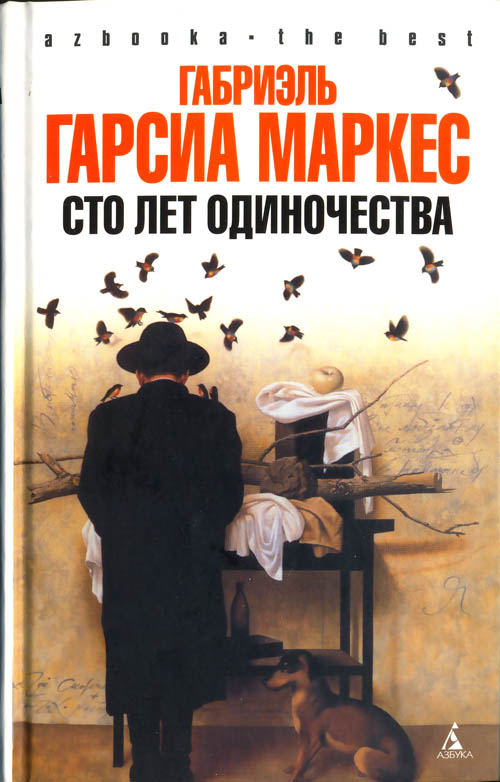 azbooka·the best
ГАБРИЭЛЬ
ГАРСИА МАРКЕС
СТО ЛЕТ ОДИНОЧЕСТВА
Я
АЗБУКА